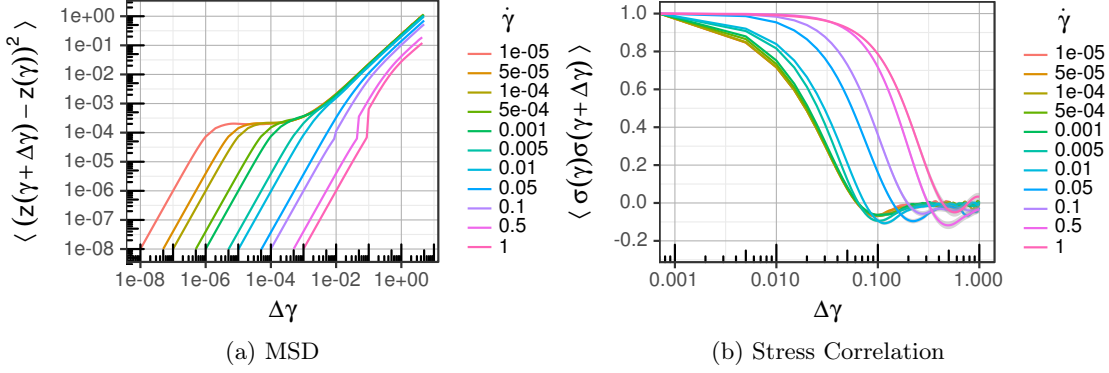 ⟨ (z(γ + Δγ) − z(γ))² ⟩
1e+00
1e-01
1e-02
1e-03
1e-04
1e-05
1e-06
1e-07
1e-08
1e-08 1e-06 1e-04 1e-02 1e+00
Δγ
γ̇
1e-05
5e-05
1e-04
5e-04
0.001
0.005
0.01
0.05
0.1
0.5
1
(a) MSD
⟨ σ(γ)σ(γ+ Δγ) ⟩
1.0
0.8
0.6
0.4
0.2
0.0
-0.2
0.001 0.010 0.100 1.000
Δγ
γ̇
1e-05
5e-05
1e-04
5e-04
0.001
0.005
0.01
0.05
0.1
0.5
1
(b) Stress Correlation